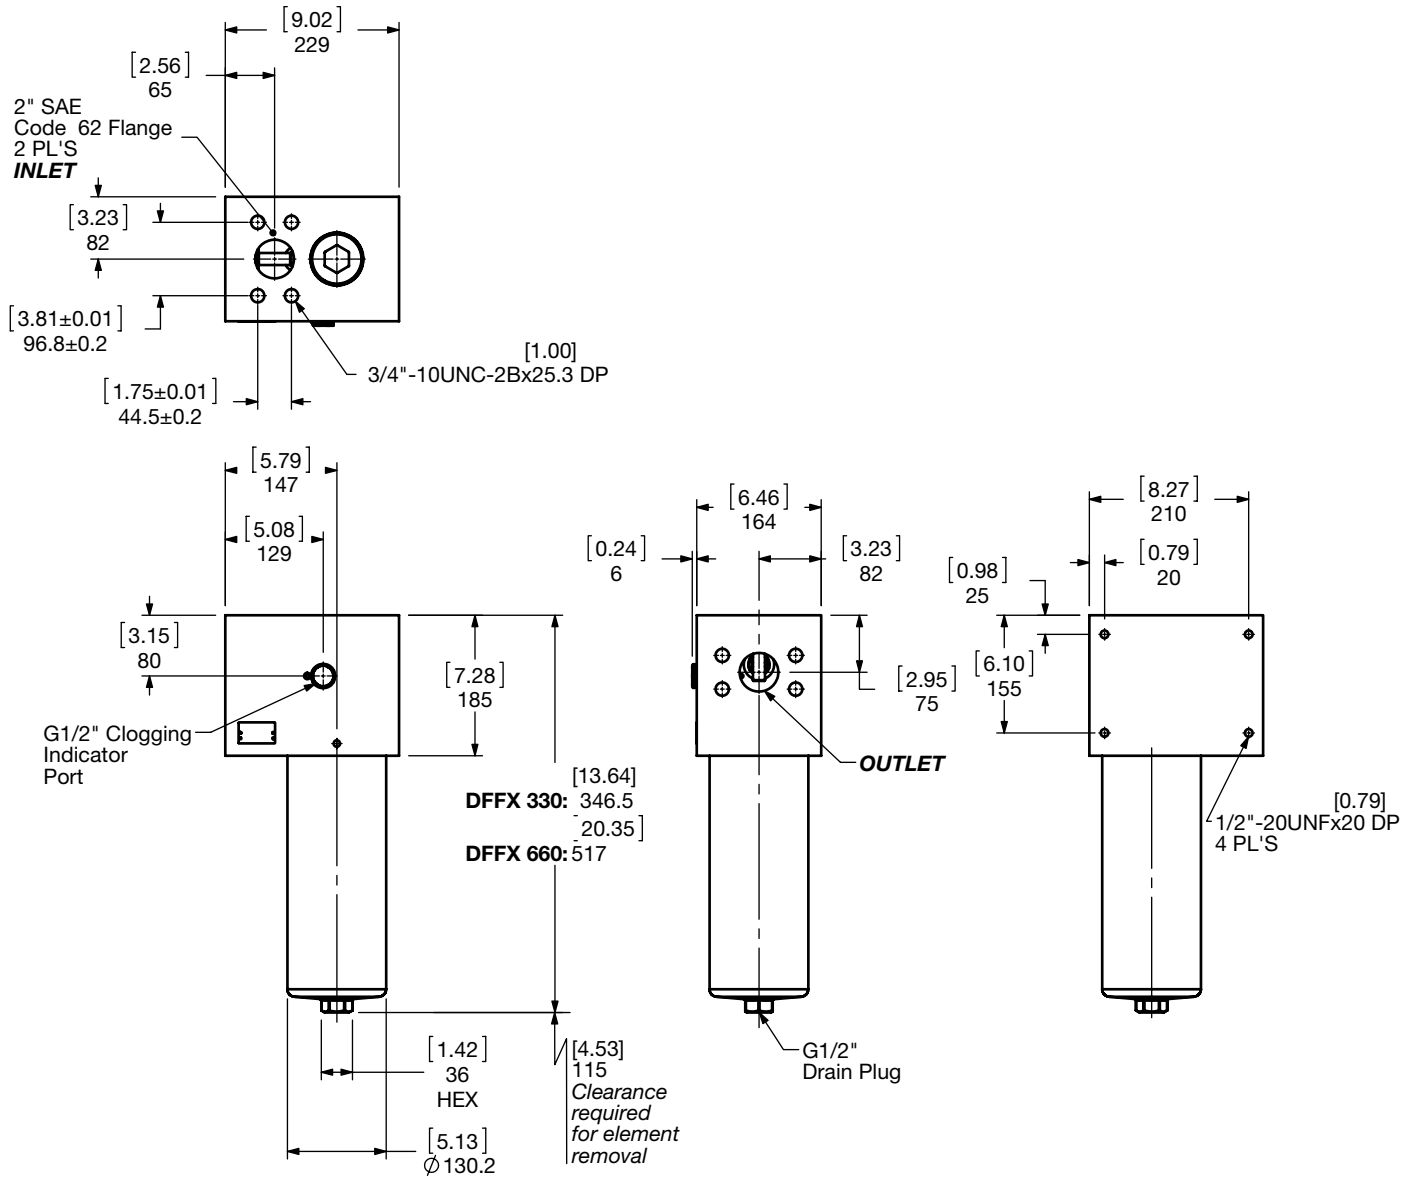 [9.02]
229
[2.56]
65
2" SAE
Code 62 Flange
2 PL'S
INLET
[3.23]
82
[3.81±0.01]
96.8±0.2
[1.00]
3/4"-10UNC-2Bx25.3 DP
[1.75±0.01]
44.5±0.2
[5.79]
147
[5.08]
129
[3.15]
80
[7.28]
185
G1/2" Clogging
Indicator
Port
[13.64]
DFFX 330: 346.5
[20.35]
DFFX 660: 517
[1.42]
36
HEX
[5.13]
Ø130.2
[4.53]
115
Clearance
required
for element
removal
[6.46]
164
[0.24]
6
[3.23]
82
[2.95]
75
OUTLET
G1/2"
Drain Plug
[8.27]
210
[0.79]
20
[0.98]
25
[6.10]
155
[0.79]
1/2"-20UNFx20 DP
4 PL'S